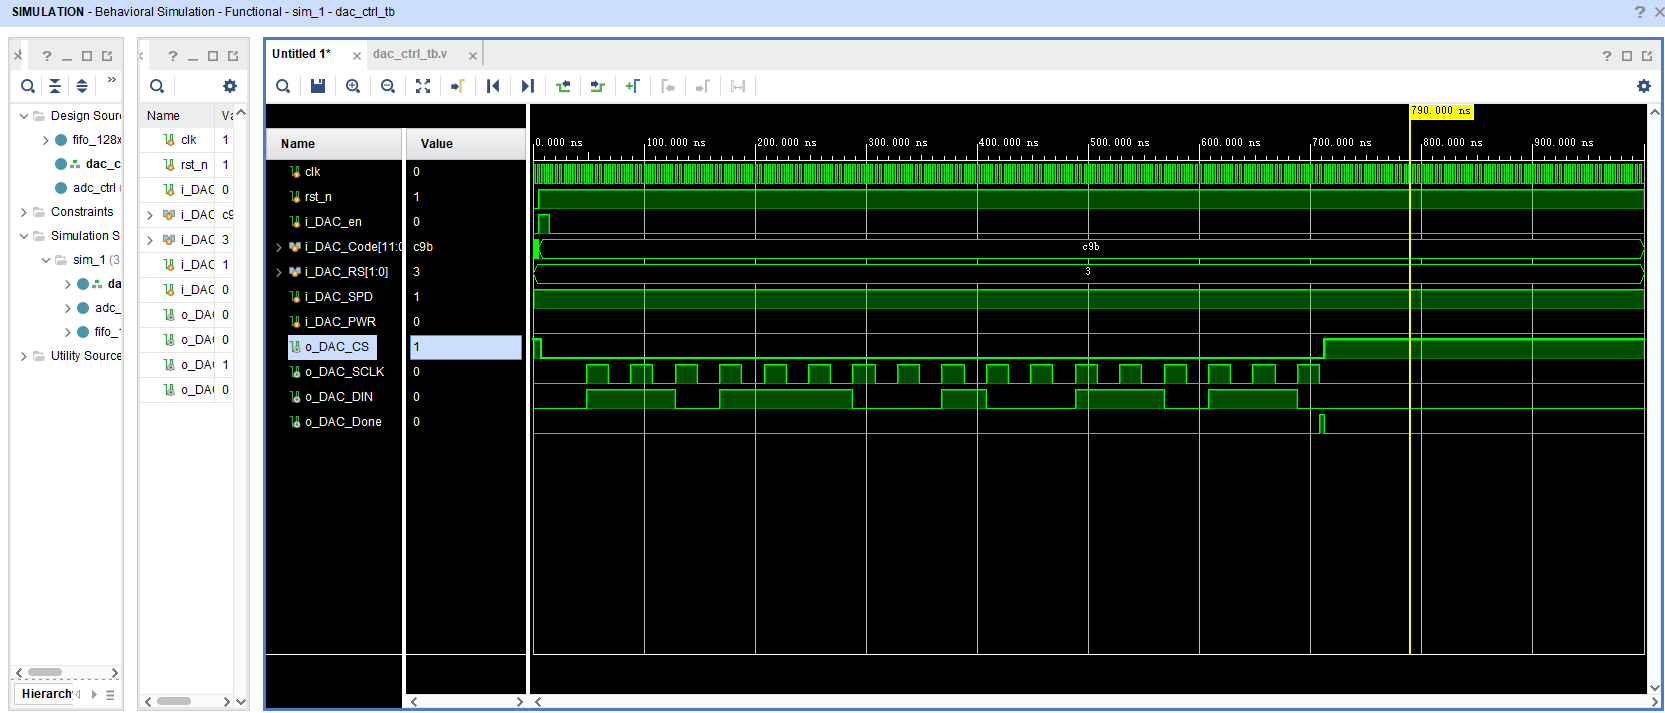 SIMULATION - Behavioral Simulation - Functional - sim_1 - dac_ctrl_tb
Untitled 1*
dac_ctrl_tb.v
Design Sour
fifo_128x
dac_c
adc_ctrl (
Constraints
Simulation S
sim_1 (3
da
adc_
fifo_1
Utility Source
Hierarchy
Name Va
clk 1
rst_n 1
i_DAC 0
i_DAC c9
i_DAC 3
i_DAC 1
i_DAC 0
o_DA 0
o_DA 0
o_DA 1
o_DA 0
Name Value
clk 0
rst_n 1
i_DAC_en 0
i_DAC_Code[11:0 c9b
i_DAC_RS[1:0] 3
i_DAC_SPD 1
i_DAC_PWR 0
o_DAC_CS 1
o_DAC_SCLK 0
o_DAC_DIN 0
o_DAC_Done 0
790.000 ns
0.000 ns 100.000 ns 200.000 ns 300.000 ns 400.000 ns 500.000 ns 600.000 ns 700.000 ns 800.000 ns 900.000 ns
c9b
3